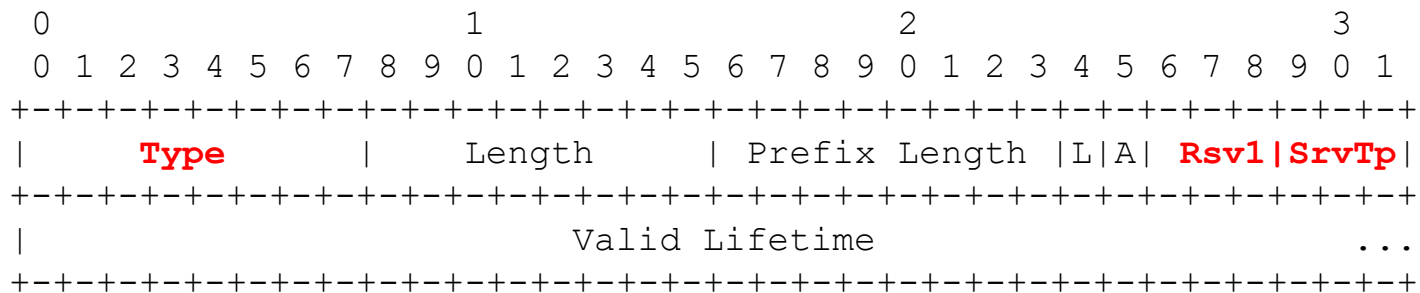 0                   1                   2                   3
0 1 2 3 4 5 6 7 8 9 0 1 2 3 4 5 6 7 8 9 0 1 2 3 4 5 6 7 8 9 0 1
+-+-+-+-+-+-+-+-+-+-+-+-+-+-+-+-+-+-+-+-+-+-+-+-+-+-+-+-+-+-+-+-+
|     Type      |    Length     | Prefix Length |L|A| Rsv1|SrvTp|
+-+-+-+-+-+-+-+-+-+-+-+-+-+-+-+-+-+-+-+-+-+-+-+-+-+-+-+-+-+-+-+-+
|                         Valid Lifetime                      ...
+-+-+-+-+-+-+-+-+-+-+-+-+-+-+-+-+-+-+-+-+-+-+-+-+-+-+-+-+-+-+-+-+